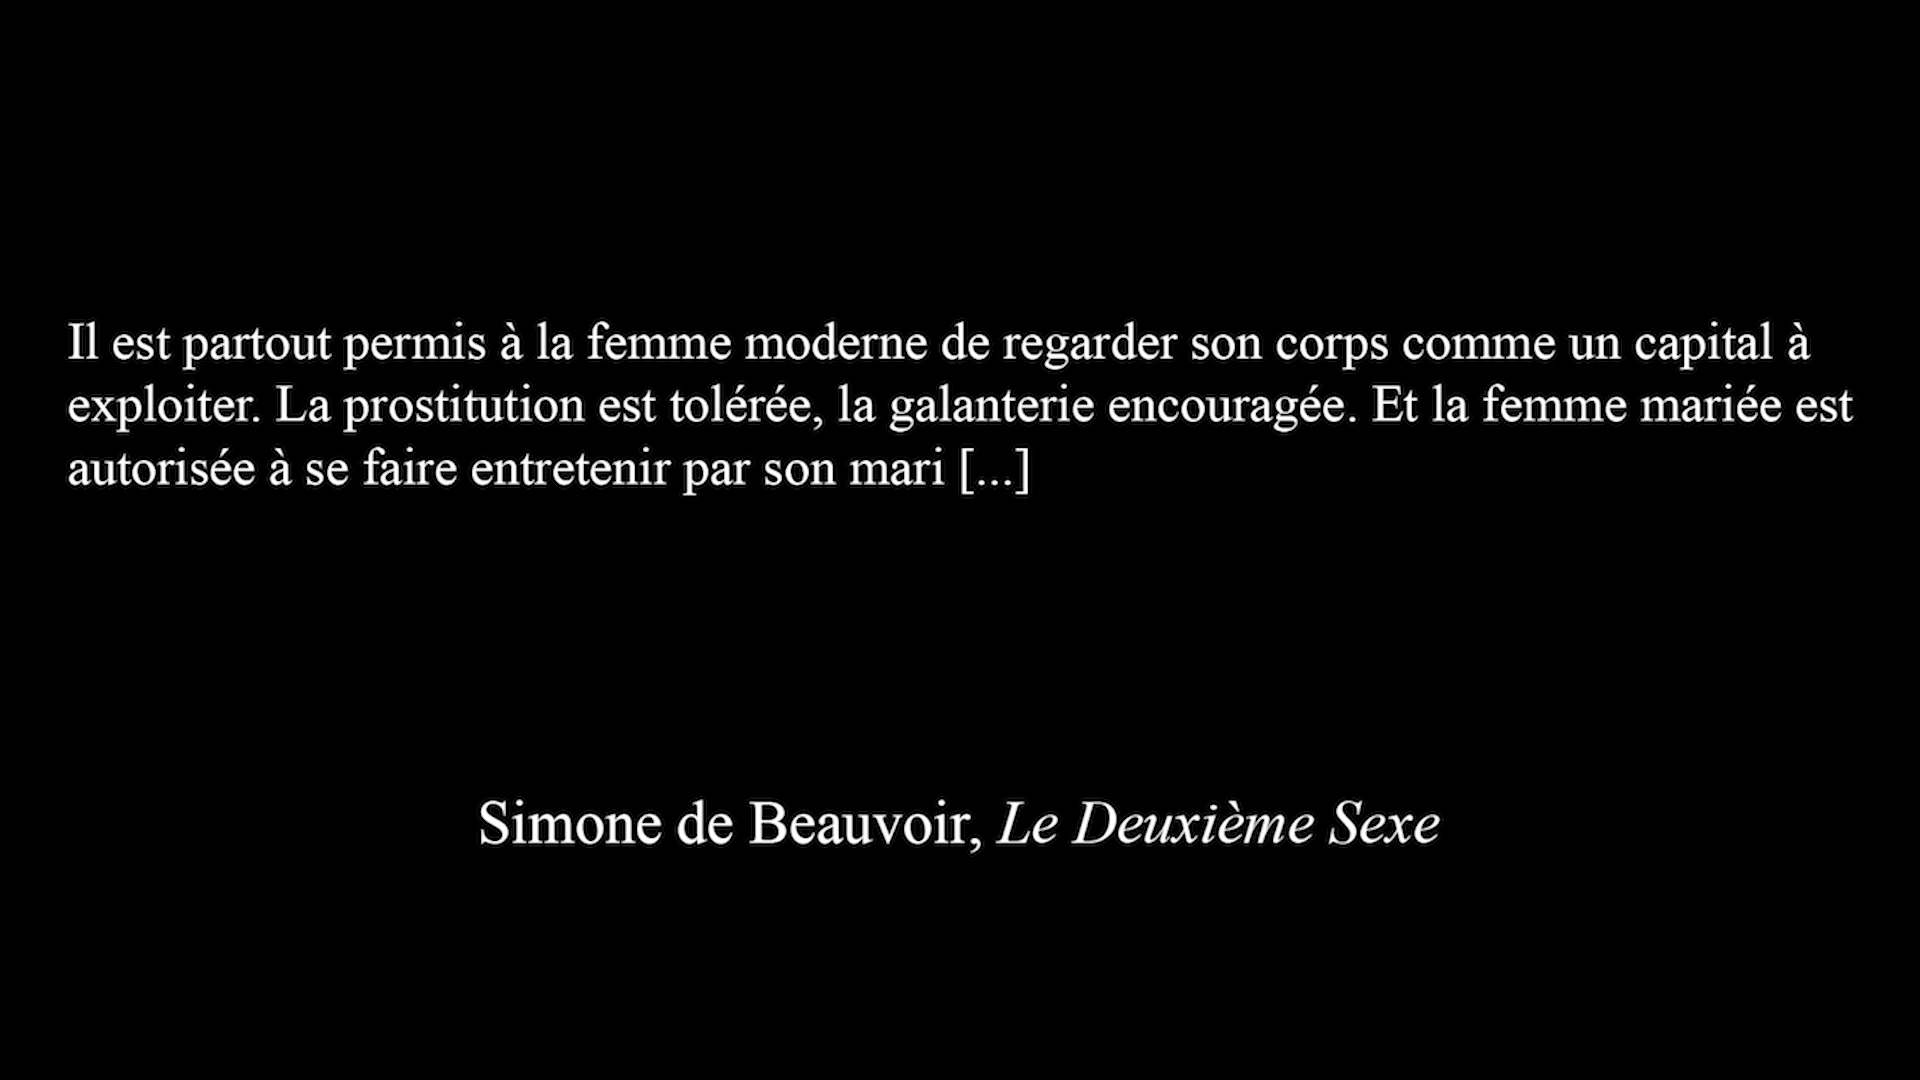 Il est partout permis à la femme moderne de regarder son corps comme un capital à
exploiter. La prostitution est tolérée, la galanterie encouragée. Et la femme mariée est
autorisée à se faire entretenir par son mari [...]
Simone de Beauvoir, Le Deuxième Sexe